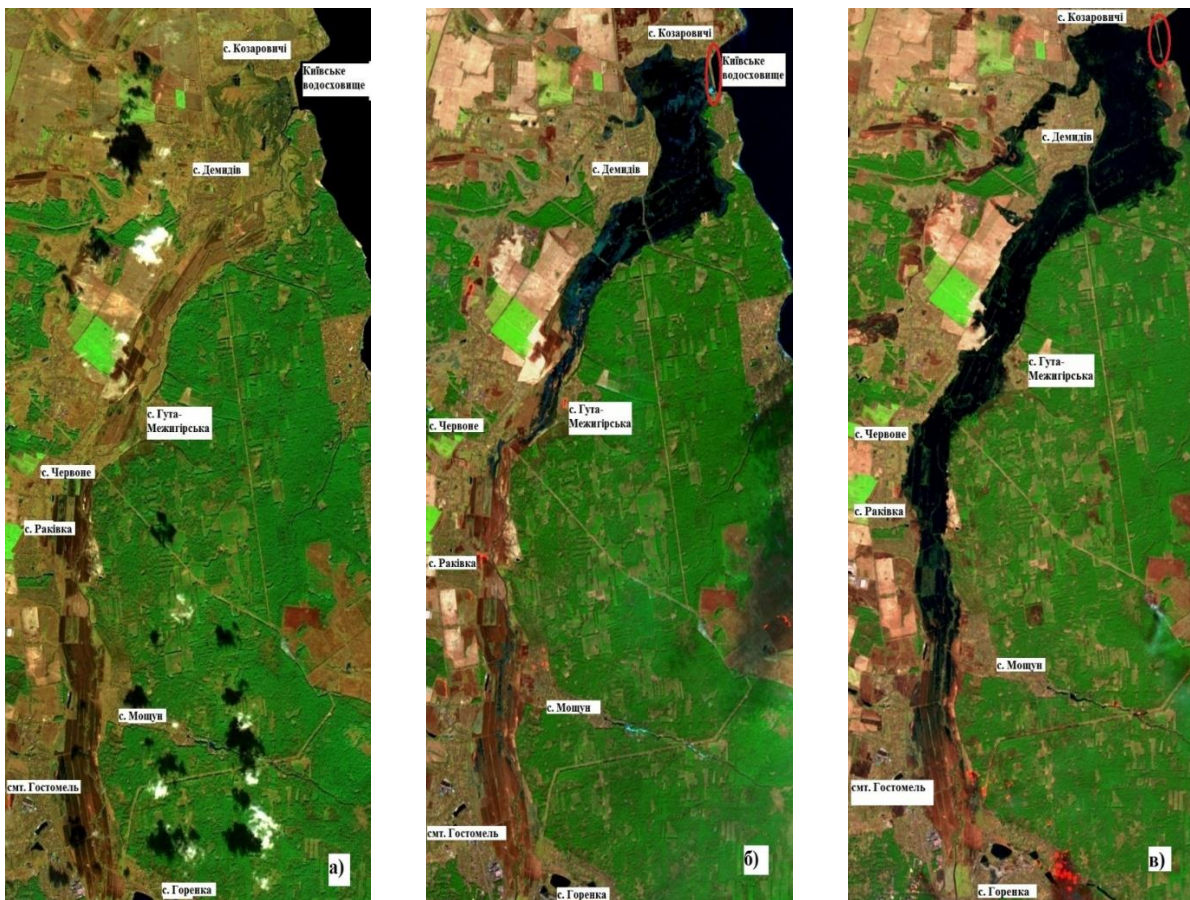 с. Козаровичі
Київське
водосховище
с. Демидів
с. Гута-
Межигірська
с. Червоне
с. Раківка
с. Мощун
смт. Гостомель
с. Горенка
а)
с. Козаровичі
Київське
водосховище
с. Демидів
с. Гута-
Межигірська
с. Червоне
с. Раківка
с. Мощун
смт. Гостомель
с. Горенка
б)
с. Козаровичі
с. Демидів
с. Гута-
Межигірська
с. Червоне
с. Раківка
с. Мощун
смт. Гостомель
с. Горенка
в)